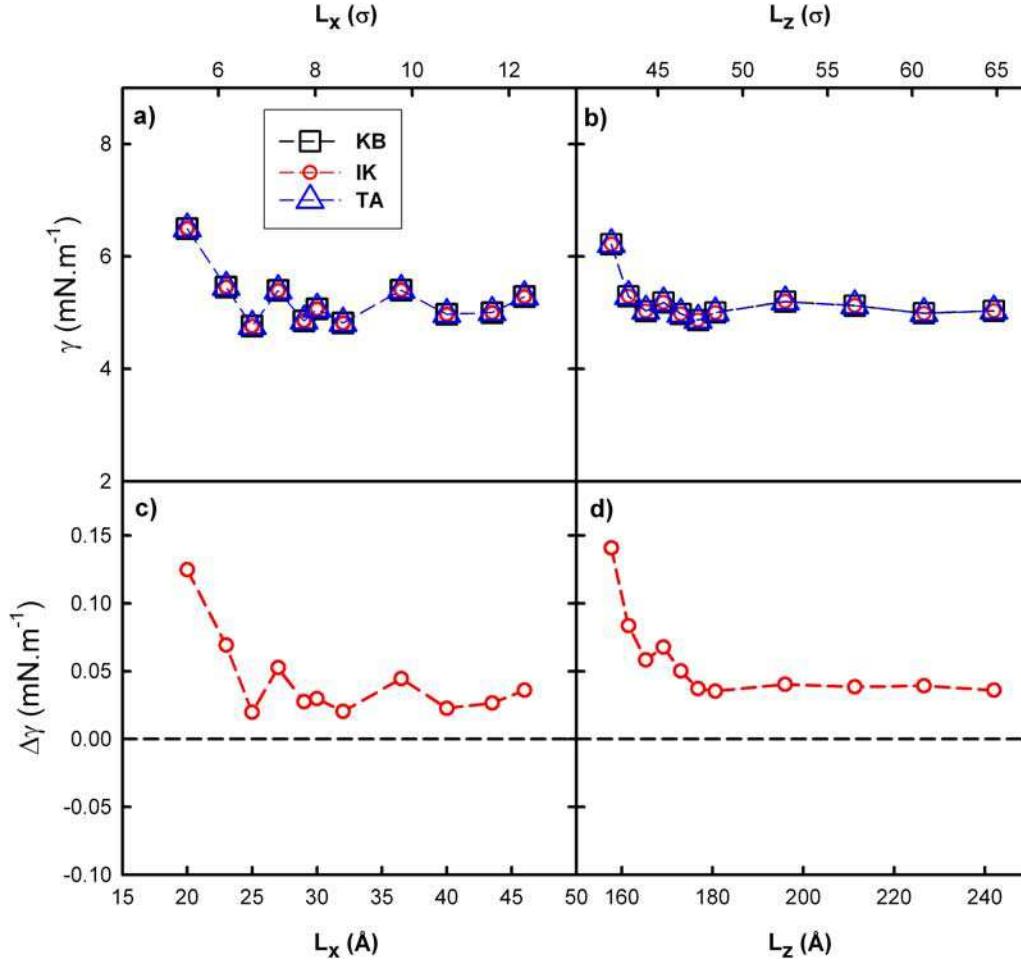 Lx (σ) Lz (σ)
6 8 10 12 45 50 55 60 65
a) b)
KB
IK
TA
8
6
4
2
γ (mN.m-1)
c) d)
0.15
0.10
0.05
0.00
-0.05
-0.10
Δγ (mN.m-1)
15 20 25 30 35 40 45 50 160 180 200 220 240
Lx (Å) Lz (Å)